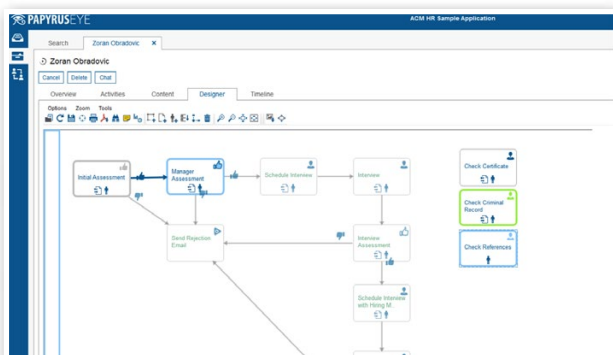 PAPYRUSEYE
ACM HR Sample Application
Search
Zoran Obradovic x
Zoran Obradovic
Cancel Delete Chat
Overview Activities Content Designer Timeline
Options Zoom Tools
Initial Assessment
Manager
Assessment
Schedule Interview
Interview
Check Certificate
Check Criminal
Record
Send Rejection
Email
Interview
Assessment
Check References
Schedule Interview
with Hiring M...